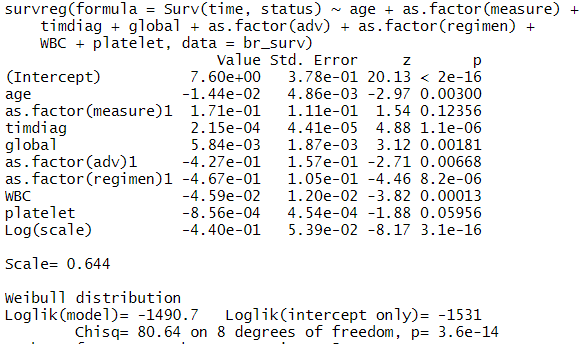 survreg(formula = Surv(time, status) ~ age + as.factor(measure) +
timdiag + global + as.factor(adv) + as.factor(regimen) +
WBC + platelet, data = br_surv)
Value Std. Error z p
(Intercept) 7.60e+00 3.78e-01 20.13 < 2e-16
age -1.44e-02 4.86e-03 -2.97 0.00300
as.factor(measure)1 1.71e-01 1.11e-01 1.54 0.12356
timdiag 2.15e-04 4.41e-05 4.88 1.1e-06
global 5.84e-03 1.87e-03 3.12 0.00181
as.factor(adv)1 -4.27e-01 1.57e-01 -2.71 0.00668
as.factor(regimen)1 -4.67e-01 1.05e-01 -4.46 8.2e-06
WBC -4.59e-02 1.20e-02 -3.82 0.00013
platelet -8.56e-04 4.54e-04 -1.88 0.05956
Log(scale) -4.40e-01 5.39e-02 -8.17 3.1e-16
Scale= 0.644
Weibull distribution
Loglik(model)= -1490.7 Loglik(intercept only)= -1531
Chisq= 80.64 on 8 degrees of freedom, p= 3.6e-14